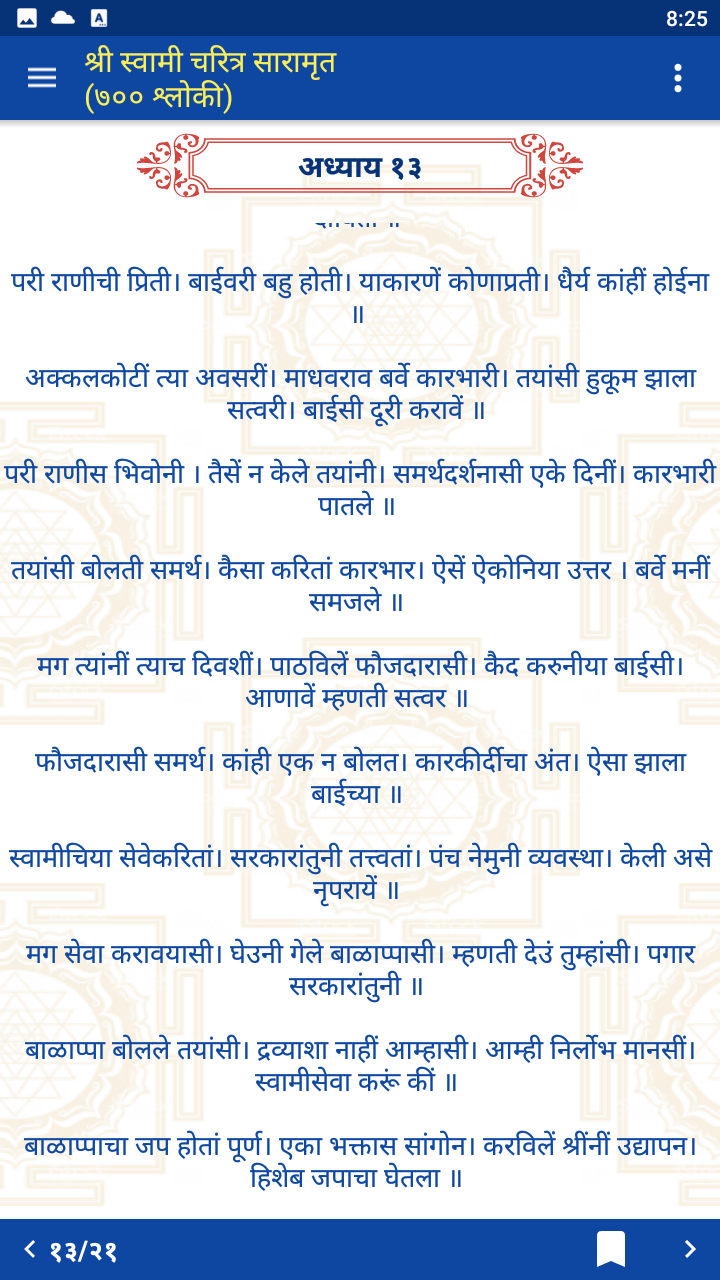 8:25
श्री स्वामी चरित्र सारामृत
(७०० श्लोकी)
अध्याय १३
परी राणीची प्रिती। बाईवरी बहु होती। याकारणें कोणाप्रती। धैर्य कांहीं होईना
॥
अक्कलकोटीं त्या अवसरीं। माधवराव बर्वे कारभारी। तयांसी हुकूम झाला
सत्वरी। बाईसी दूरी करावें ॥
परी राणीस भिवोनी । तैसें न केले तयांनी। समर्थदर्शनासी एके दिनीं। कारभारी
पातले ॥
तयांसी बोलती समर्थ। कैसा करितां कारभार। ऐसें ऐकोनिया उत्तर । बर्वे मनीं
समजले ॥
मग त्यांनीं त्याच दिवशीं। पाठविलें फौजदारासी। कैद करुनीया बाईसी।
आणावें म्हणती सत्वर ॥
फौजदारासी समर्थ। कांही एक न बोलत। कारकीर्दीचा अंत। ऐसा झाला
बाईच्या ॥
स्वामीचिया सेवेकरितां। सरकारांतुनी तत्त्वतां। पंच नेमुनी व्यवस्था। केली असे
नृपरायें ॥
मग सेवा करावयासी। घेउनी गेले बाळाप्पासी। म्हणती देउं तुम्हांसी। पगार
सरकारांतुनी ॥
बाळाप्पा बोलले तयांसी। द्रव्याशा नाहीं आम्हासी। आम्ही निर्लोभ मानसीं।
स्वामीसेवा करूं कीं ॥
बाळाप्पाचा जप होतां पूर्ण। एका भक्तास सांगोन। करविलें श्रींनीं उद्यापन।
हिशेब जपाचा घेतला ॥
१३/२१